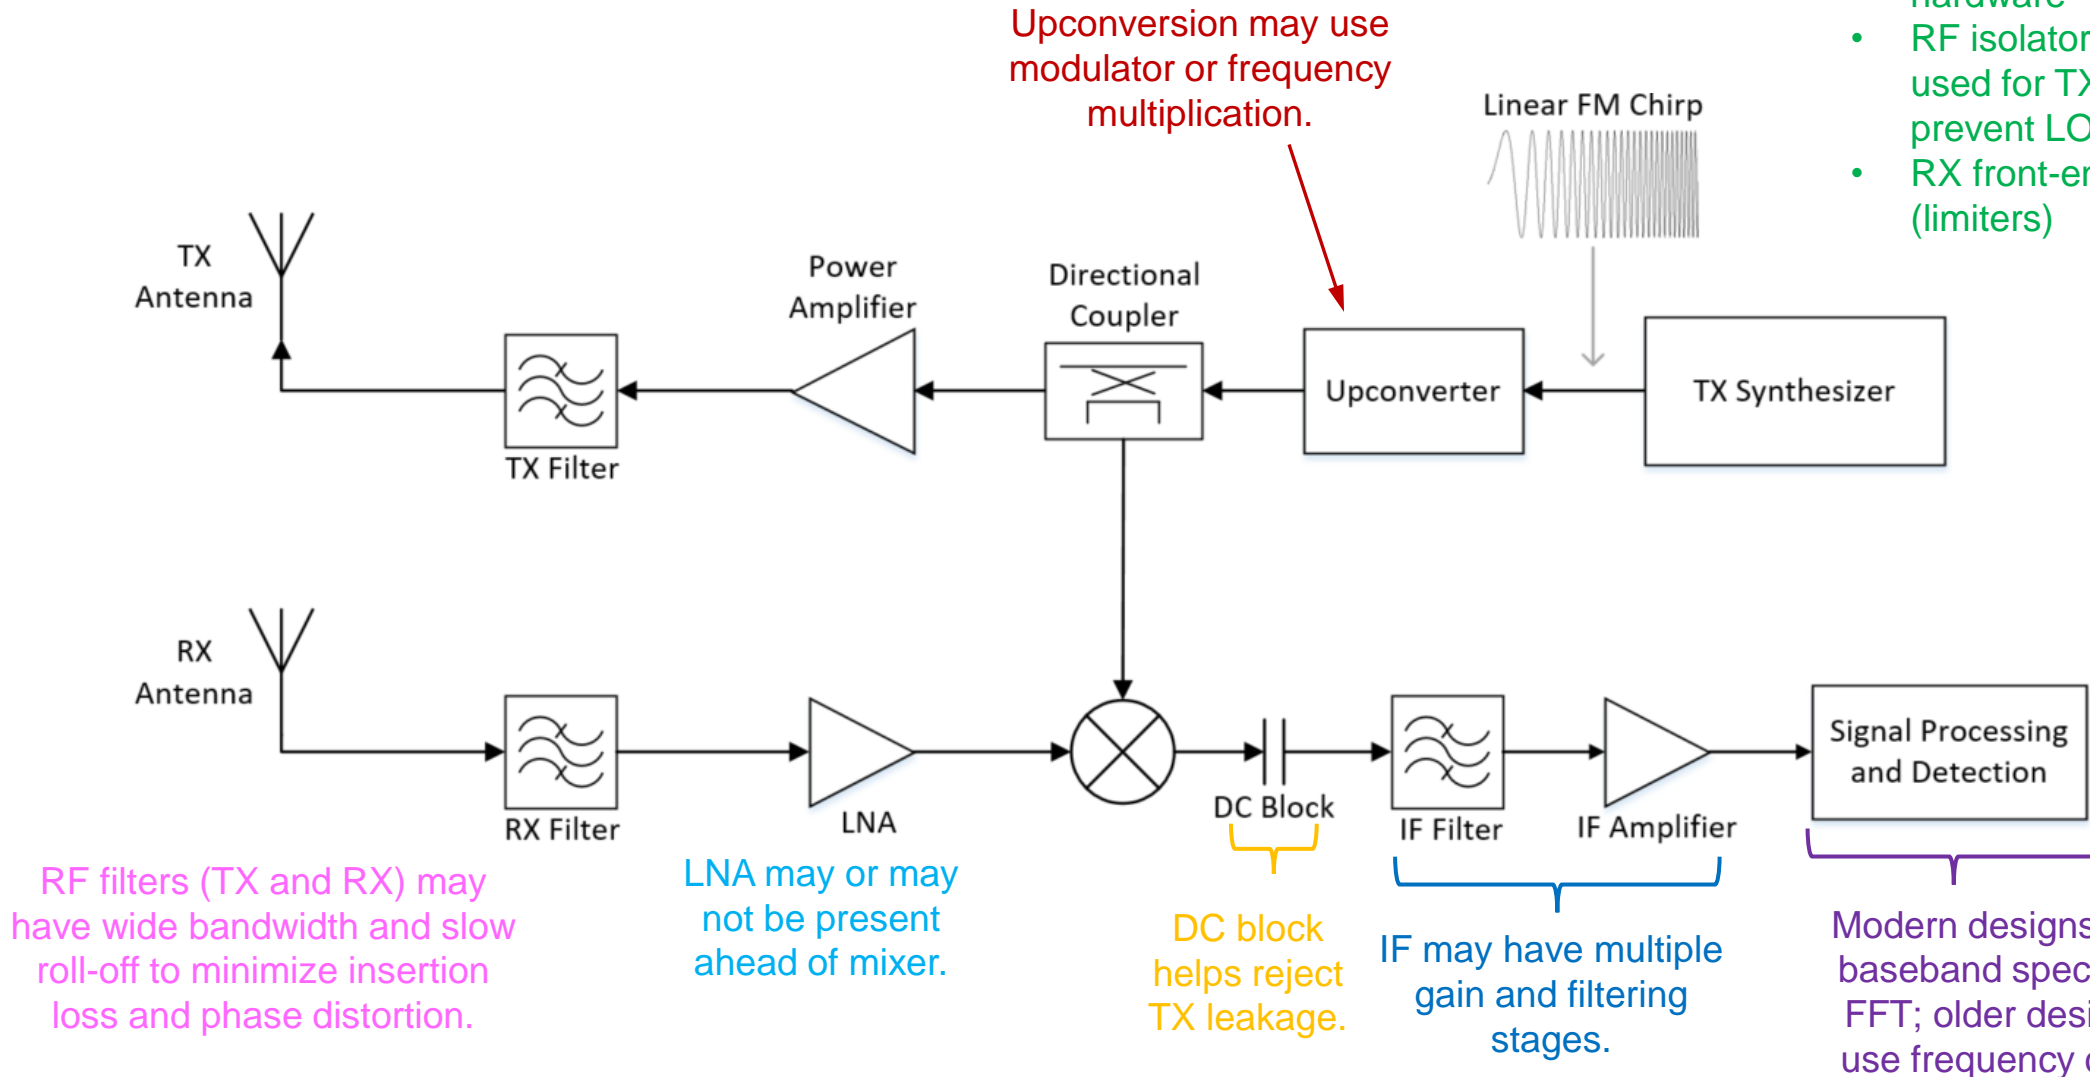 Upconversion may use
modulator or frequency
multiplication.
hardware
• RF isolator
used for TX
prevent LO
• RX front-en
(limiters)
Linear FM Chirp
TX
Antenna
Power
Amplifier
Directional
Coupler
Upconverter
TX Synthesizer
TX Filter
RX
Antenna
RX Filter
LNA
DC Block
IF Filter
IF Amplifier
Signal Processing
and Detection
RF filters (TX and RX) may
have wide bandwidth and slow
roll-off to minimize insertion
loss and phase distortion.
LNA may or may
not be present
ahead of mixer.
DC block
helps reject
TX leakage.
IF may have multiple
gain and filtering
stages.
Modern designs
baseband spec
FFT; older desi
use frequency